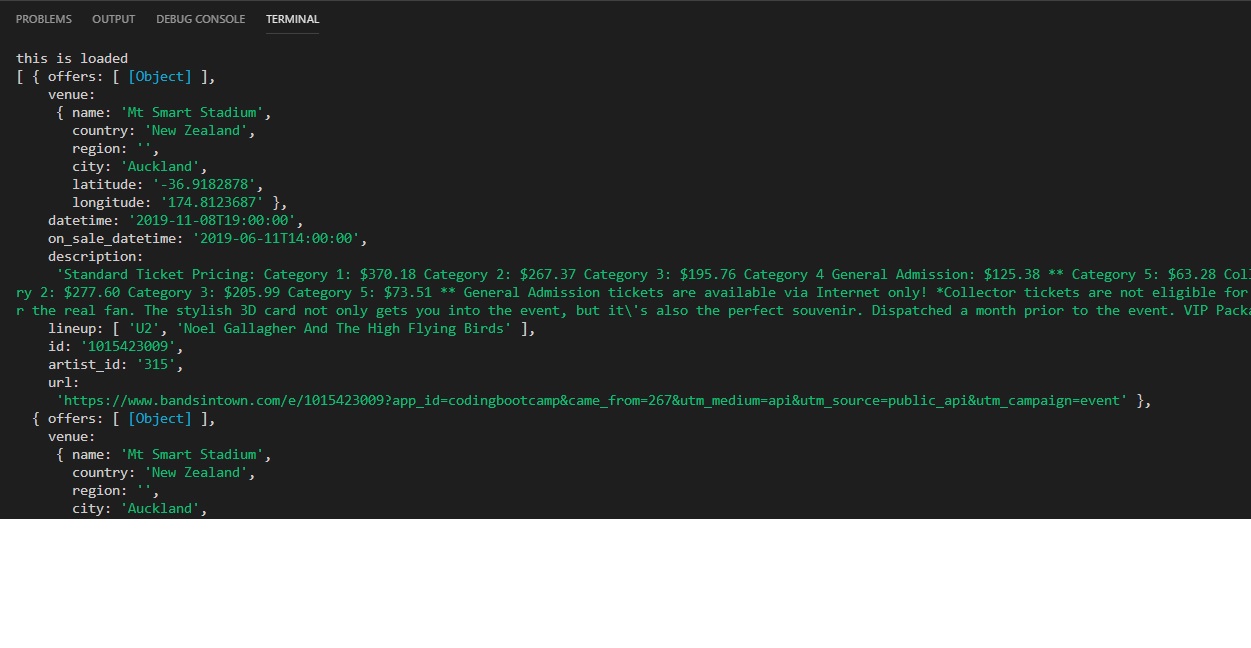 PROBLEMS OUTPUT DEBUG CONSOLE TERMINAL
this is loaded
[ { offers: [ [Object] ],
venue:
{ name: 'Mt Smart Stadium',
country: 'New Zealand',
region: '',
city: 'Auckland',
latitude: '-36.9182878',
longitude: '174.8123687' },
datetime: '2019-11-08T19:00:00',
on_sale_datetime: '2019-06-11T14:00:00',
description:
'Standard Ticket Pricing: Category 1: $370.18 Category 2: $267.37 Category 3: $195.76 Category 4 General Admission: $125.38 ** Category 5: $63.28 Coll
ry 2: $277.60 Category 3: $205.99 Category 5: $73.51 ** General Admission tickets are available via Internet only! *Collector tickets are not eligible for
r the real fan. The stylish 3D card not only gets you into the event, but it\'s also the perfect souvenir. Dispatched a month prior to the event. VIP Packa
lineup: [ 'U2', 'Noel Gallagher And The High Flying Birds' ],
id: '1015423009',
artist_id: '315',
url:
'https://www.bandsintown.com/e/1015423009?app_id=codingbootcamp&came_from=267&utm_medium=api&utm_source=public_api&utm_campaign=event' },
{ offers: [ [Object] ],
venue:
{ name: 'Mt Smart Stadium',
country: 'New Zealand',
region: '',
city: 'Auckland',